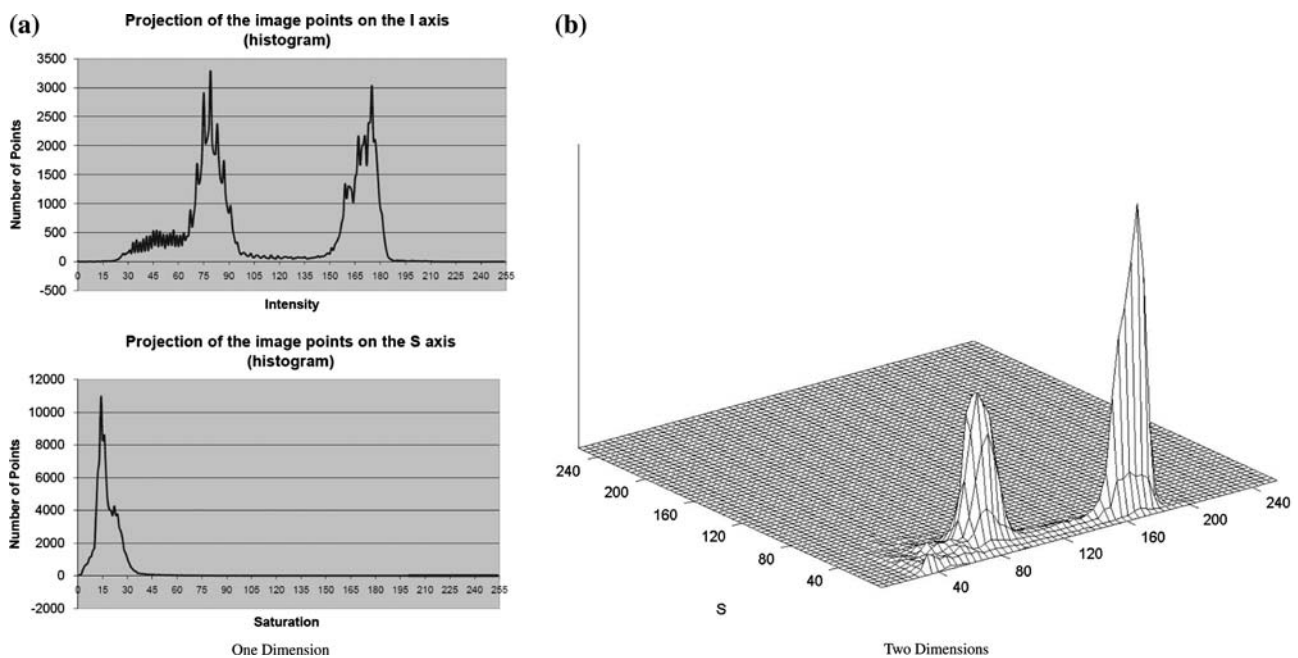 (a)
Projection of the image points on the I axis
(histogram)
3500
3000
2500
2000
1500
1000
500
0
-500
Number of Points
0 15 30 45 60 75 90 105 120 135 150 165 180 195 210 225 240 255
Intensity
Projection of the image points on the S axis
(histogram)
12000
10000
8000
6000
4000
2000
0
-2000
Number of Points
0 15 30 45 60 75 90 105 120 135 150 165 180 195 210 225 240 255
Saturation
One Dimension
(b)
240
200
160
120
80
40
S
40
80
120
160
200
240
Two Dimensions